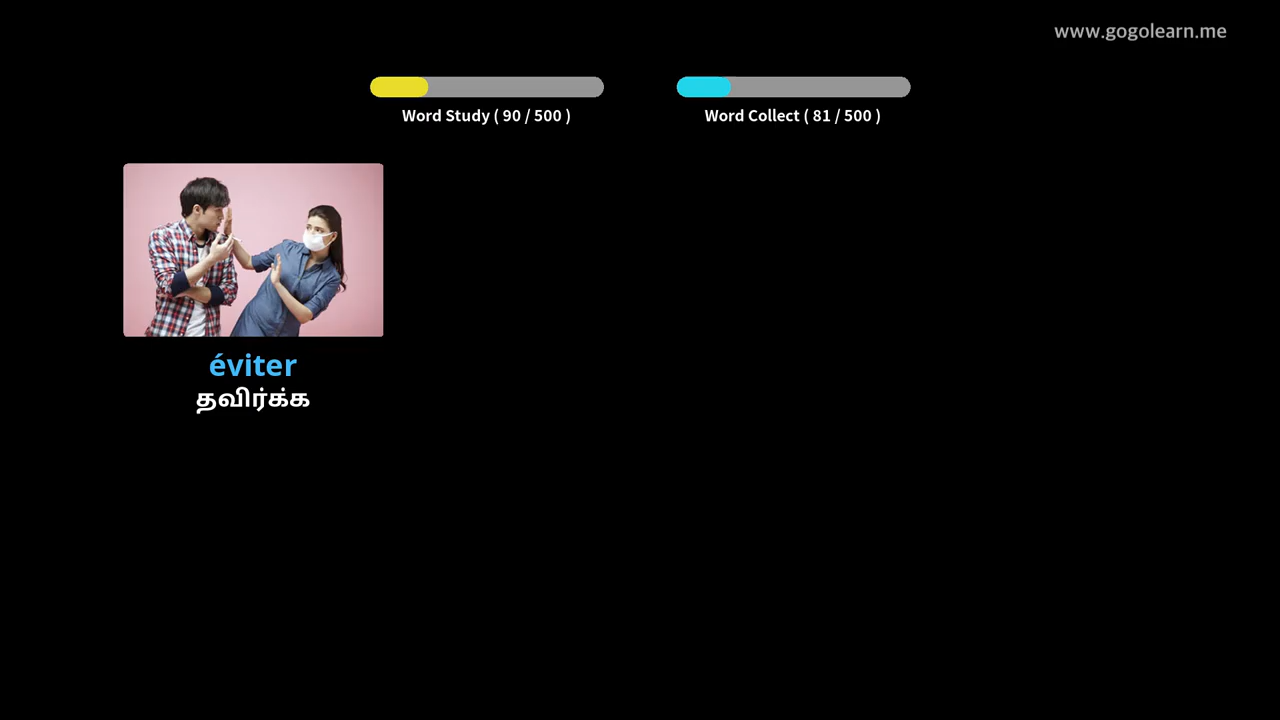 www.gogolearn.me
Word Study ( 90 / 500 )
Word Collect ( 81 / 500 )
éviter
தவிர்க்க